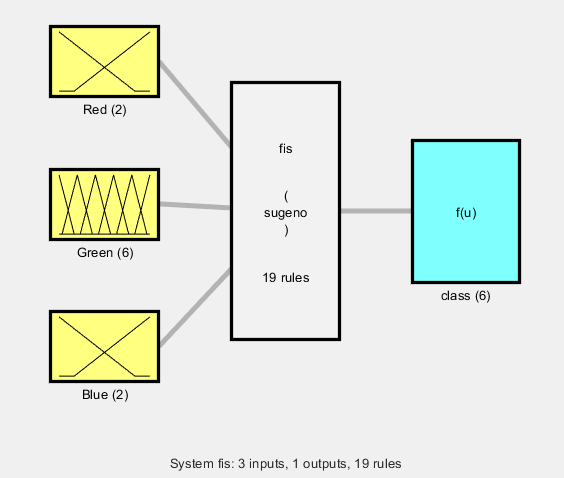 Red (2)
Green (6)
Blue (2)
fis
(
sugeno
)
19 rules
f(u)
class (6)
System fis: 3 inputs, 1 outputs, 19 rules